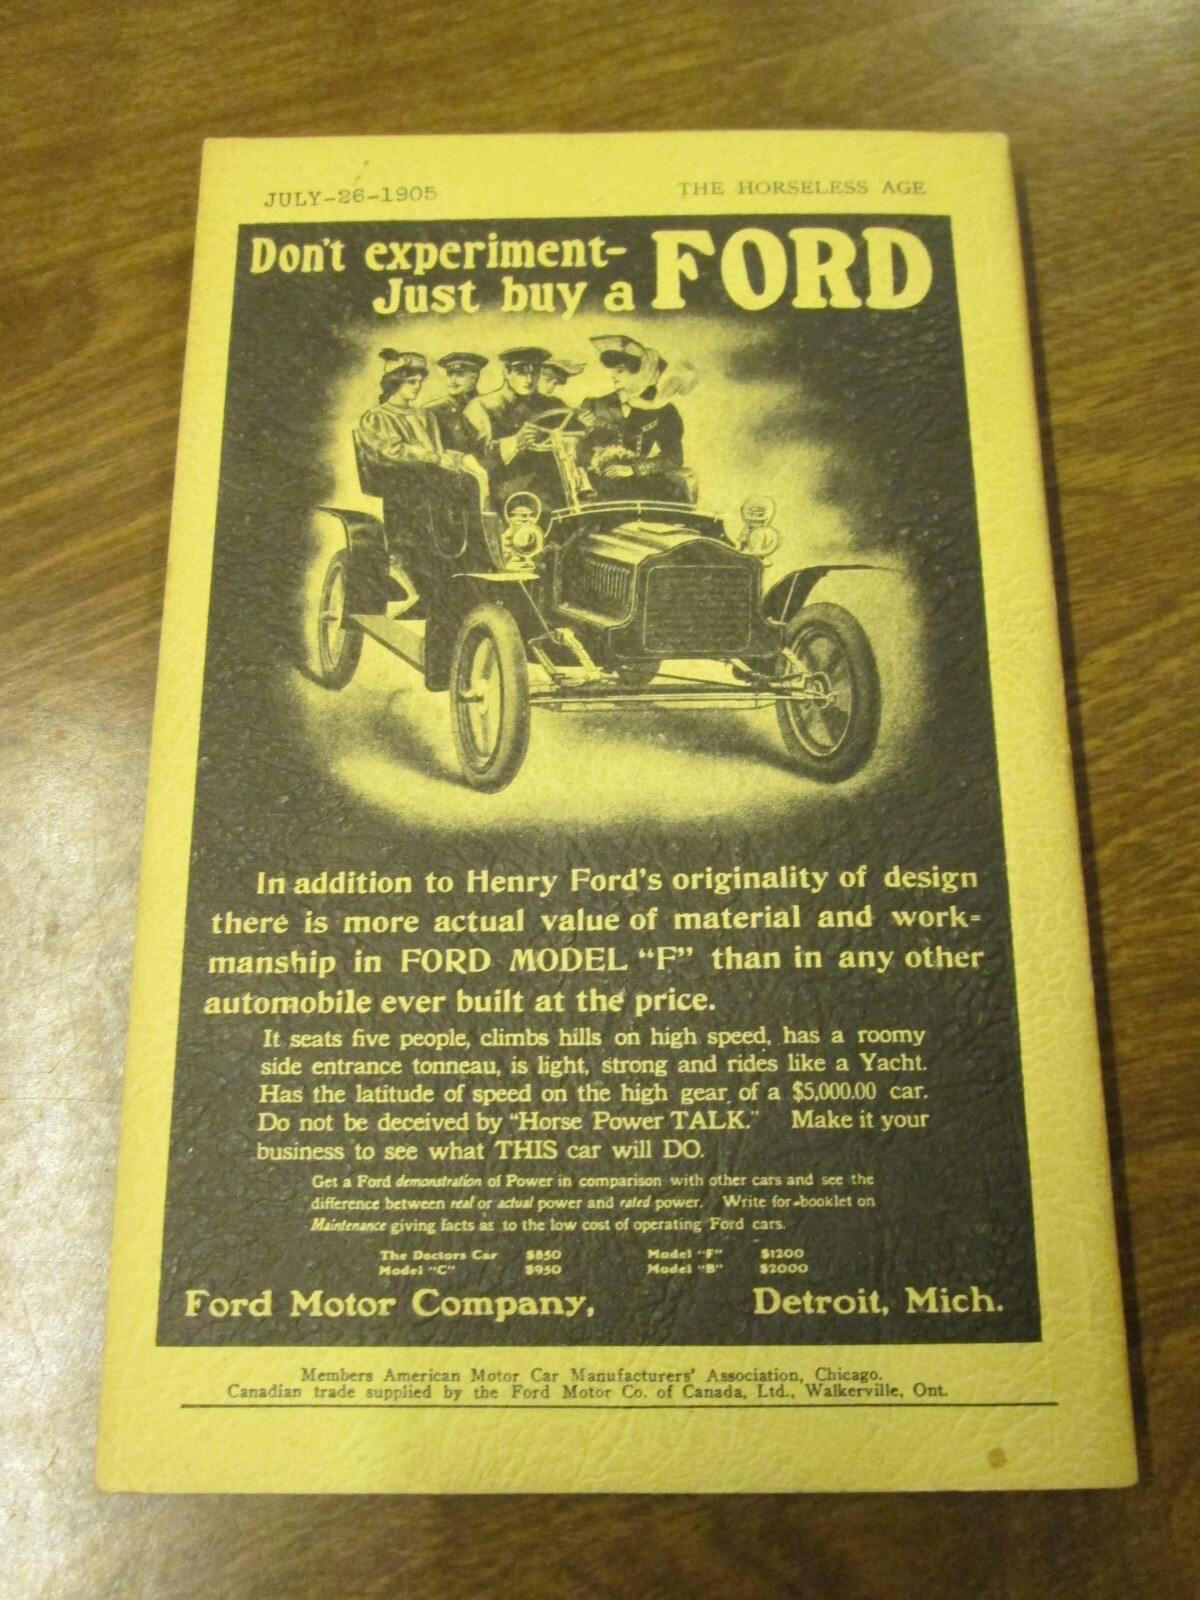 JULY-26-1905
THE HORSELESS AGE
Don't experiment-
Just buy a FORD
In addition to Henry Ford's originality of design
there is more actual value of material and work=
manship in FORD MODEL "F" than in any other
automobile ever built at the price.
It seats five people, climbs hills on high speed, has a roomy
side entrance tonneau, is light, strong and rides like a Yacht.
Has the latitude of speed on the high gear of a $5,000.00 car.
Do not be deceived by "Horse Power TALK." Make it your
business to see what THIS car will DO.
Get a Ford demonstration of Power in comparison with other cars and see the
difference between real or actual power and rated power. Write for booklet on
Maintenance giving facts as to the low cost of operating Ford cars.
The Doctors Car $850 Model "F" $1200
Model "C" $950 Model "B" $2000
Ford Motor Company, Detroit, Mich.
Members American Motor Car Manufacturers' Association, Chicago.
Canadian trade supplied by the Ford Motor Co. of Canada, Ltd., Walkerville, Ont.